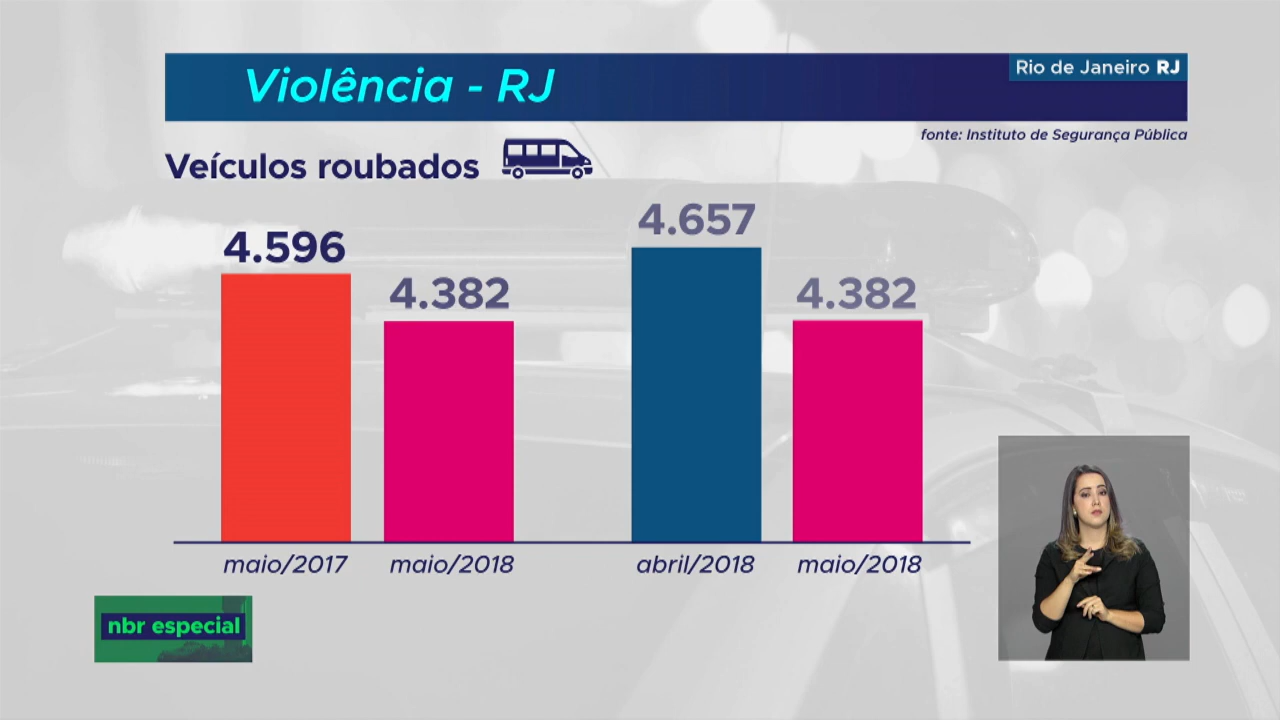 Violência - RJ
Rio de Janeiro RJ
fonte: Instituto de Segurança Pública
Veículos roubados
4.596
4.382
4.657
4.382
maio/2017
maio/2018
abril/2018
maio/2018
nbr especial